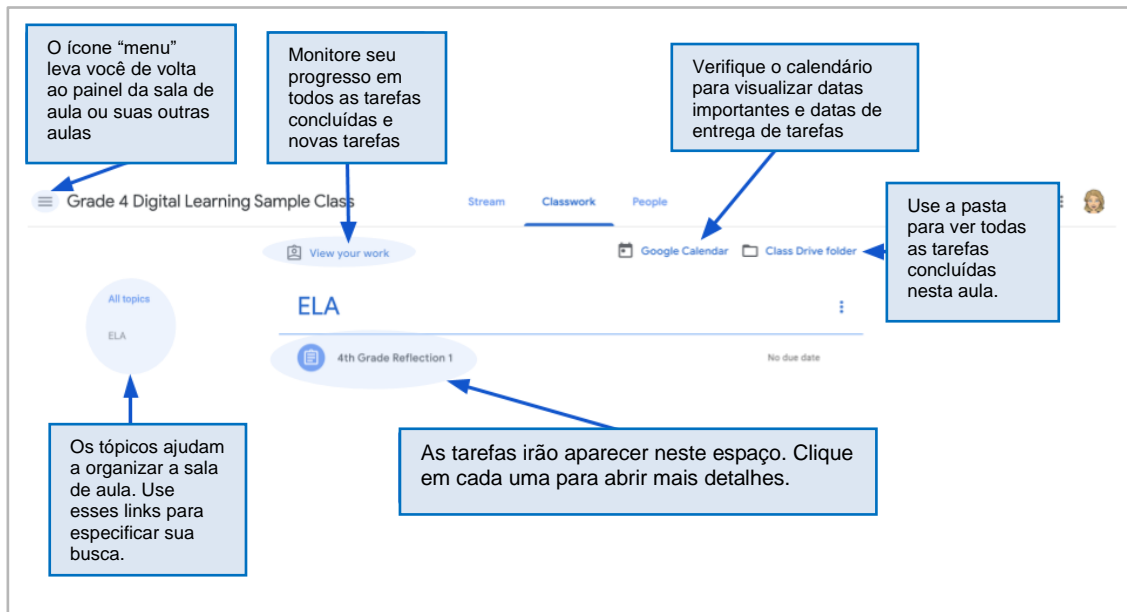 O ícone “menu”
leva você de volta
ao painel da sala de
aula ou suas outras
aulas
Monitore seu
progresso em
todos as tarefas
concluídas e
novas tarefas
Verifique o calendário
para visualizar datas
importantes e datas de
entrega de tarefas
Grade 4 Digital Learning Sample Class
Stream
Classwork
People
Use a pasta
para ver todas
as tarefas
concluídas
nesta aula.
View your work
Google Calendar
Class Drive folder
All topics
ELA
ELA
4th Grade Reflection 1
No due date
Os tópicos ajudam
a organizar a sala
de aula. Use
esses links para
especificar sua
busca.
As tarefas irão aparecer neste espaço. Clique
em cada uma para abrir mais detalhes.